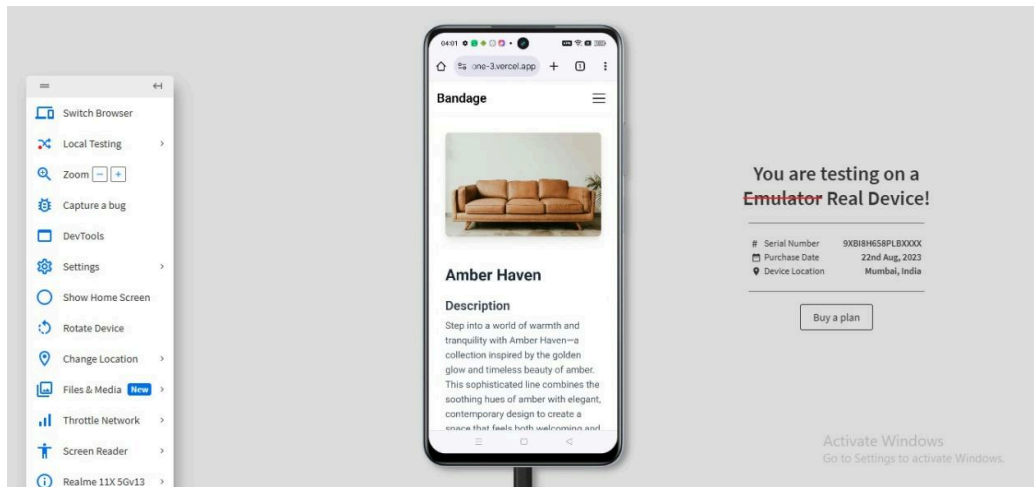 Switch Browser
Local Testing
Zoom
Capture a bug
DevTools
Settings
Show Home Screen
Rotate Device
Change Location
Files & Media New
Throttle Network
Screen Reader
Realme 11X 5Gv13
04:01
one-3.vercel.app
1
Bandage
Amber Haven
Description
Step into a world of warmth and
tranquility with Amber Haven—a
collection inspired by the golden
glow and timeless beauty of amber.
This sophisticated line combines the
soothing hues of amber with elegant,
contemporary design to create a
space that feels both welcoming and
You are testing on a
Emulator Real Device!
# Serial Number 9XBI8H658PLBXXXX
Purchase Date 22nd Aug, 2023
Device Location Mumbai, India
Buy a plan
Activate Windows
Go to Settings to activate Windows.